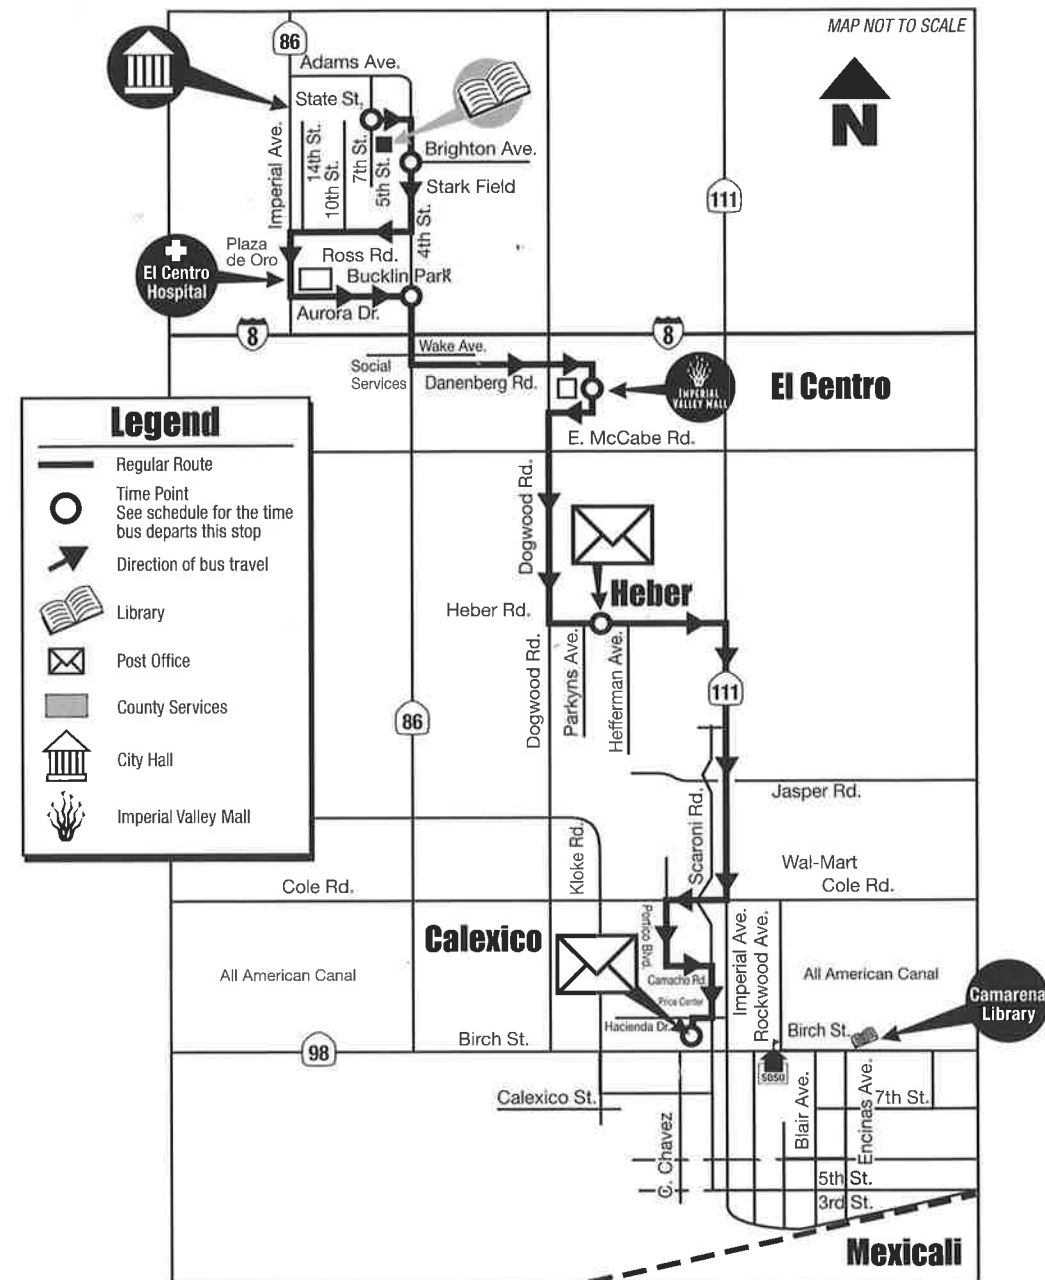 MAP NOT TO SCALE
86
Adams Ave.
State St.
N
Imperial Ave.
14th St.
10th St.
7th St.
5th St.
Brighton Ave.
Stark Field
4th St.
111
Plaza
de Oro
Ross Rd.
El Centro
Hospital
Bucklin Park
Aurora Dr.
8
8
Wake Ave.
Social
Services
Danenberg Rd.
IMPERIAL
VALLEY MALL
El Centro
E. McCabe Rd.
Legend
Regular Route
Time Point
See schedule for the time
bus departs this stop
Direction of bus travel
Library
Post Office
County Services
City Hall
Imperial Valley Mall
Dogwood Rd.
Heber
Heber Rd.
Dogwood Rd.
Parkyns Ave.
Hefferman Ave.
111
86
Jasper Rd.
Scaroni Rd.
Kloke Rd.
Wal-Mart
Cole Rd.
Cole Rd.
Calexico
Portico Blvd.
Imperial Ave.
Rockwood Ave.
All American Canal
Camacho Rd.
All American Canal
Price Center
Camarena
Library
Hacienda Dr.
Birch St.
Birch St.
98
SDSU
Calexico St.
C. Chavez
Blair Ave.
Encinas Ave.
7th St.
5th St.
3rd St.
Mexicali